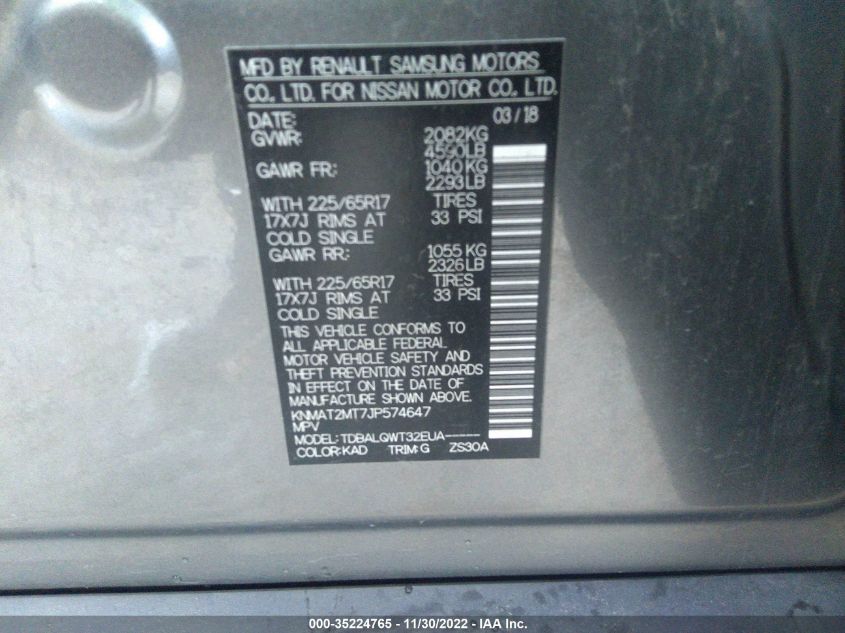 MFD BY RENAULT SAMSUNG MOTORS
CO., LTD. FOR NISSAN MOTOR CO., LTD.
DATE: 03 / 18
GVWR: 2082KG
4590LB
GAWR FR: 1040 KG
2293LB
WITH 225/65R17 TIRES
17X7J RIMS AT 33 PSI
COLD SINGLE
GAWR RR: 1055 KG
2326LB
WITH 225/65R17 TIRES
17X7J RIMS AT 33 PSI
COLD SINGLE
THIS VEHICLE CONFORMS TO
ALL APPLICABLE FEDERAL
MOTOR VEHICLE SAFETY AND
THEFT PREVENTION STANDARDS
IN EFFECT ON THE DATE OF
MANUFACTURE SHOWN ABOVE.
KNMAT2MT7JP574647
MPV
MODEL: TDBALQWT32EUA-----
COLOR:KAD TRIM:G ZS30A
000-35224765 - 11/30/2022 - IAA Inc.